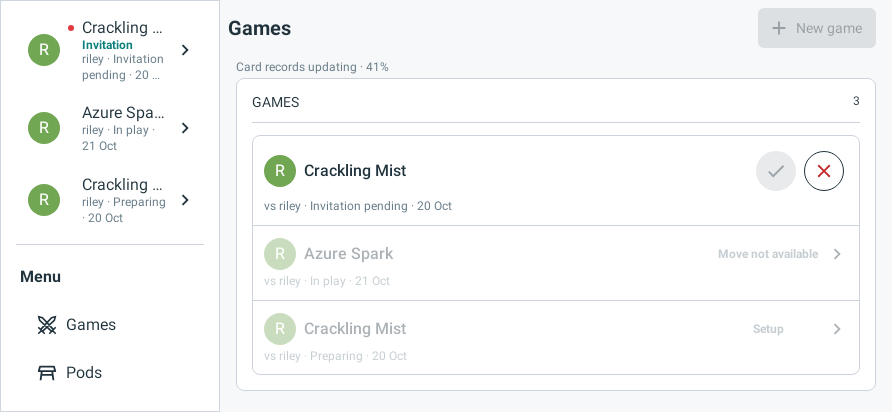 Crackling ...
Invitation
R
riley · Invitation
pending · 20 ...
Azure Spa...
R
riley · In play ·
21 Oct
Crackling ...
R
riley · Preparing
· 20 Oct
Menu
Games
Pods
Games
New game
Card records updating · 41%
GAMES
3
R
Crackling Mist
vs riley · Invitation pending · 20 Oct
R
Azure Spark
Move not available
vs riley · In play · 21 Oct
R
Crackling Mist
Setup
vs riley · Preparing · 20 Oct